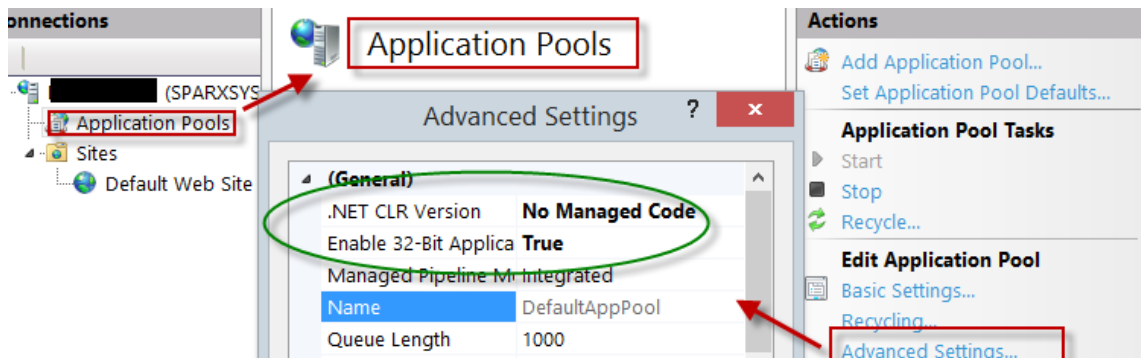 onnections
(SPARXSYS
Application Pools
Sites
Default Web Site
Application Pools
Advanced Settings
?
x
(General)
.NET CLR Version No Managed Code
Enable 32-Bit Applica True
Managed Pipeline Mo Integrated
Name DefaultAppPool
Queue Length 1000
Actions
Add Application Pool...
Set Application Pool Defaults...
Application Pool Tasks
Start
Stop
Recycle...
Edit Application Pool
Basic Settings...
Recycling...
Advanced Settings...